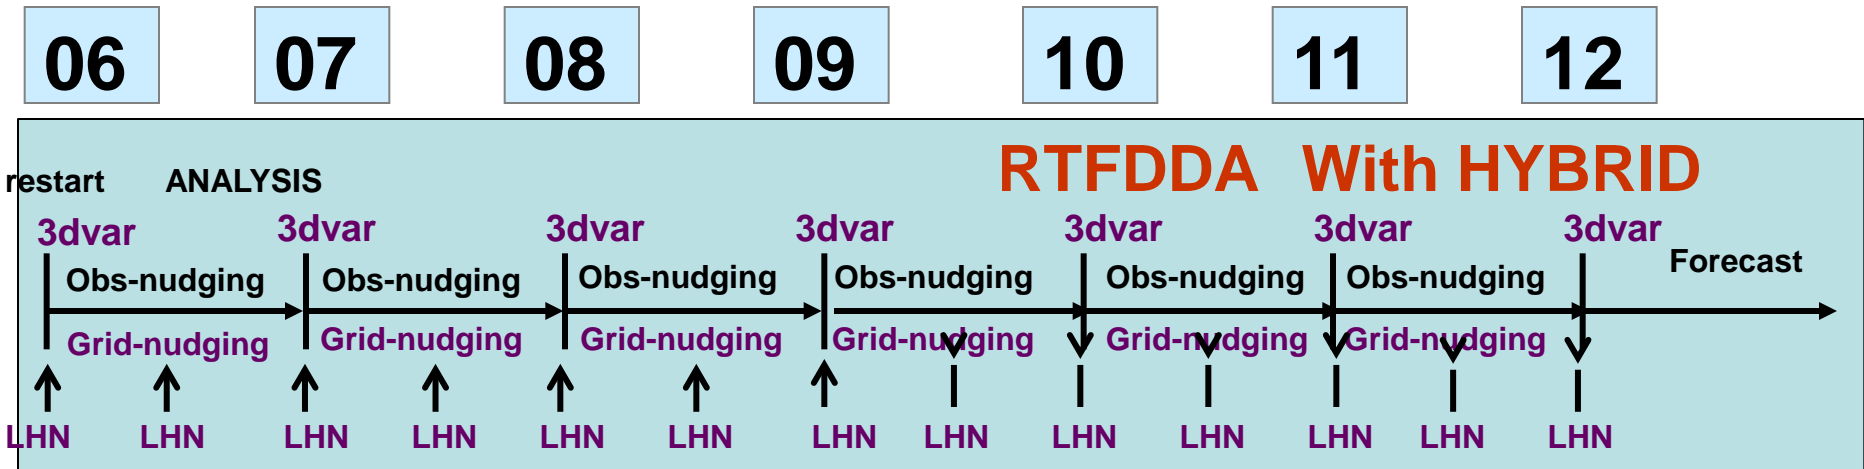 06 07 08 09 10 11 12
RTFDDA With HYBRID
restart ANALYSIS
3dvar 3dvar 3dvar 3dvar 3dvar 3dvar 3dvar
Obs-nudging Obs-nudging Obs-nudging Obs-nudging Obs-nudging Obs-nudging Forecast
Grid-nudging Grid-nudging Grid-nudging Grid-nudging Grid-nudging Grid-nudging
LHN LHN LHN LHN LHN LHN LHN LHN LHN LHN LHN LHN LHN